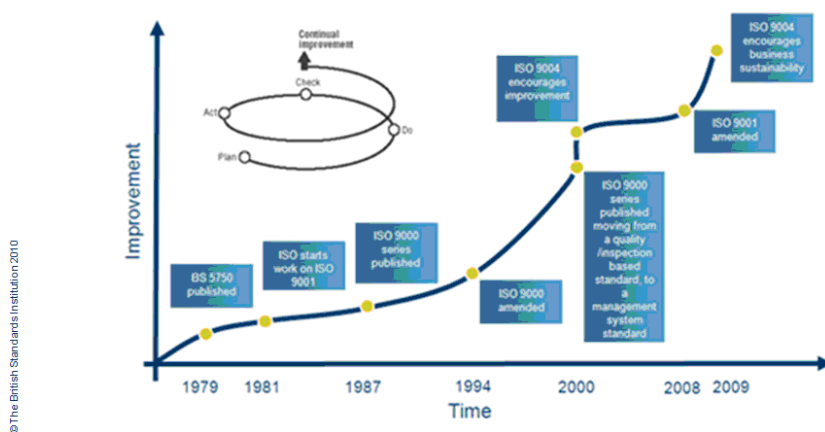 Continual
improvement
Check
Act
Do
Plan
ISO 9004
encourages
improvement
ISO 9004
encourages
business
sustainability
ISO 9001
amended
ISO 9000
series
published
moving from
a quality
/inspection
based
standard, to
a
management
system
standard
ISO 9000
series
published
ISO starts
work on ISO
9001
BS 5750
published
ISO 9000
amended
Improvement
1979
1981
1987
1994
2000
2008
2009
Time
©The British Standards Institution 2010